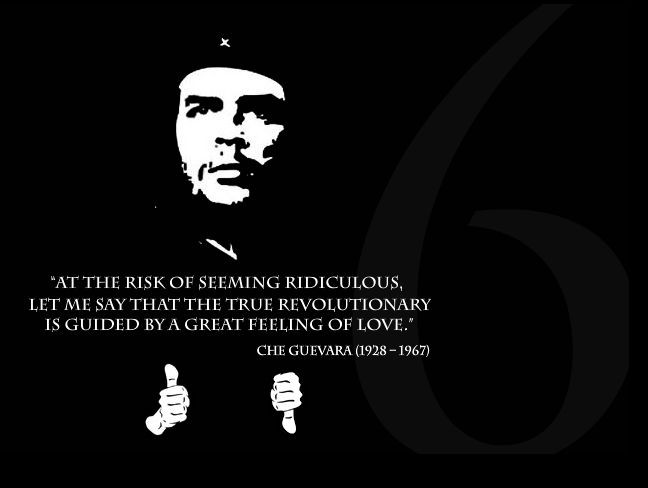 “AT THE RISK OF SEEMING RIDICULOUS,
LET ME SAY THAT THE TRUE REVOLUTIONARY
IS GUIDED BY A GREAT FEELING OF LOVE.”
CHE GUEVARA (1928 – 1967)
6